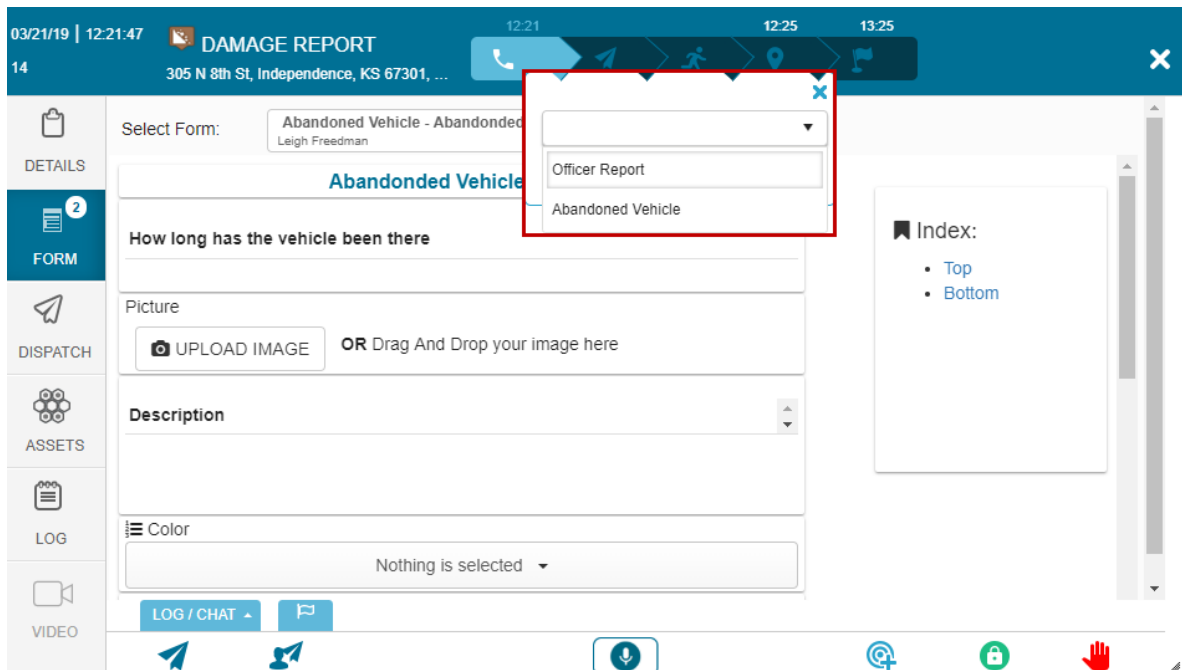 03/21/19 | 12:21:47
14
DAMAGE REPORT
305 N 8th St, Independence, KS 67301, ...
12:21
12:25
13:25
DETAILS
FORM
2
DISPATCH
ASSETS
LOG
VIDEO
Select Form:
Abandoned Vehicle - Abandonded
Leigh Freedman
Officer Report
Abandoned Vehicle
Abandonded Vehicle
How long has the vehicle been there
Picture
UPLOAD IMAGE
OR Drag And Drop your image here
Description
Color
Nothing is selected
Index:
Top
Bottom
LOG / CHAT